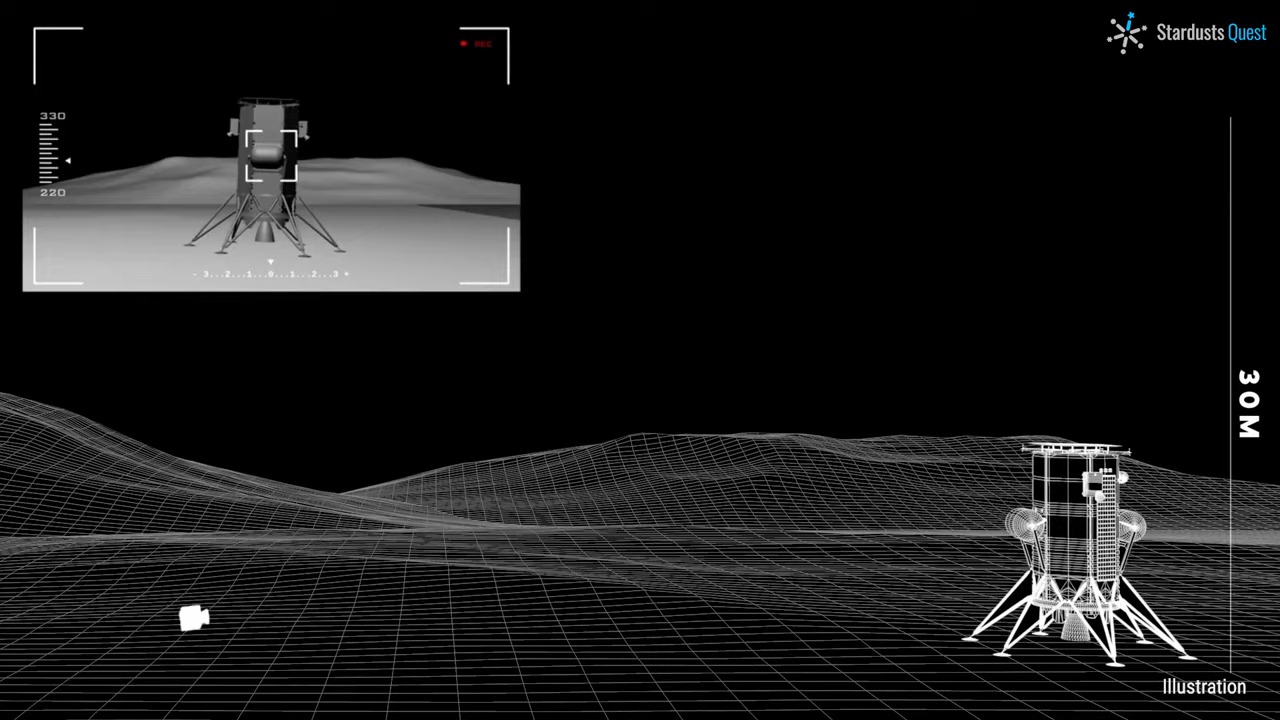 REC
Stardusts Quest
330
220
- 3...2...1...0...1...2...3 +
30M
Illustration